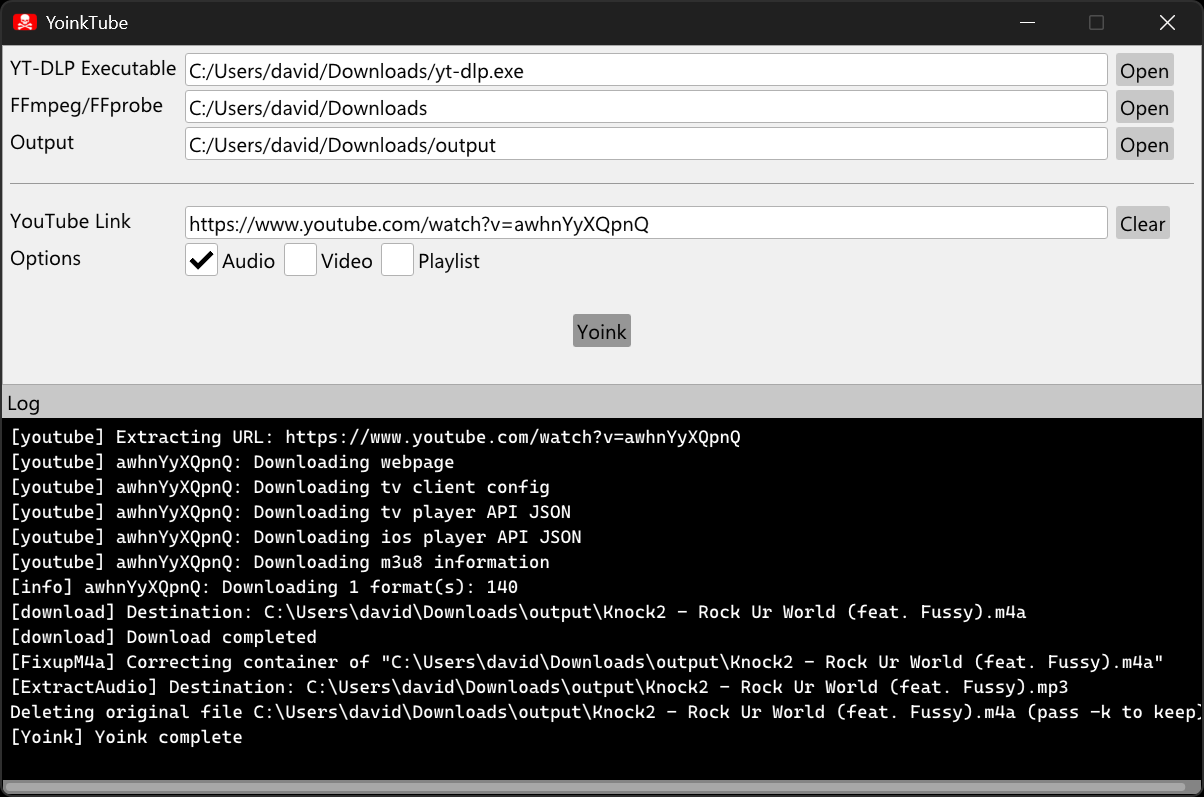 YoinkTube
YT-DLP Executable C:/Users/david/Downloads/yt-dlp.exe Open
FFmpeg/FFprobe C:/Users/david/Downloads Open
Output C:/Users/david/Downloads/output Open
YouTube Link https://www.youtube.com/watch?v=awhnYyXQpnQ Clear
Options Audio Video Playlist
Yoink
Log
[youtube] Extracting URL: https://www.youtube.com/watch?v=awhnYyXQpnQ
[youtube] awhnYyXQpnQ: Downloading webpage
[youtube] awhnYyXQpnQ: Downloading tv client config
[youtube] awhnYyXQpnQ: Downloading tv player API JSON
[youtube] awhnYyXQpnQ: Downloading ios player API JSON
[youtube] awhnYyXQpnQ: Downloading m3u8 information
[info] awhnYyXQpnQ: Downloading 1 format(s): 140
[download] Destination: C:\Users\david\Downloads\output\Knock2 - Rock Ur World (feat. Fussy).m4a
[download] Download completed
[FixupM4a] Correcting container of "C:\Users\david\Downloads\output\Knock2 - Rock Ur World (feat. Fussy).m4a"
[ExtractAudio] Destination: C:\Users\david\Downloads\output\Knock2 - Rock Ur World (feat. Fussy).mp3
Deleting original file C:\Users\david\Downloads\output\Knock2 - Rock Ur World (feat. Fussy).m4a (pass -k to keep)
[Yoink] Yoink complete